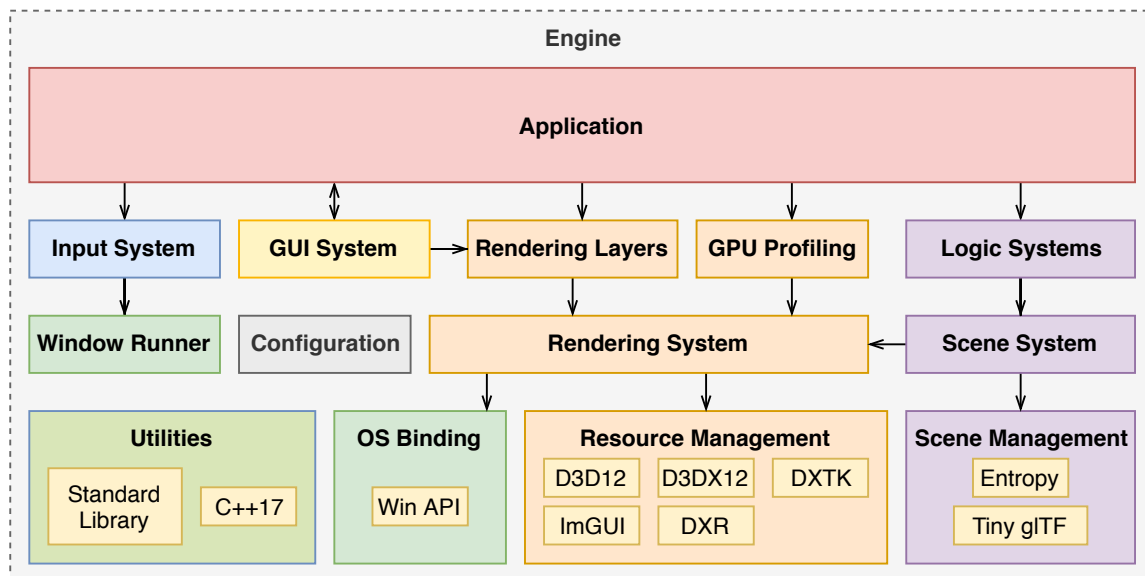 Engine
Application
Input System
GUI System
Rendering Layers
GPU Profiling
Logic Systems
Window Runner
Configuration
Rendering System
Scene System
Utilities
Standard
Library
C++17
OS Binding
Win API
Resource Management
D3D12
D3DX12
DXTK
ImGUI
DXR
Scene Management
Entropy
Tiny glTF